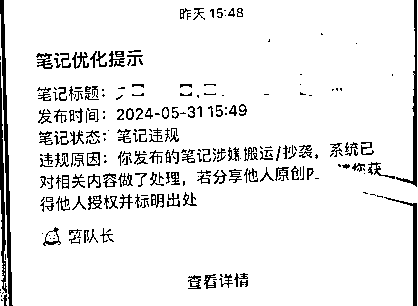 昨天 15:48
笔记优化提示
笔记标题：
发布时间：2024-05-31 15:49
笔记状态：笔记违规
违规原因：你发布的笔记涉嫌搬运/抄袭，系统已
对相关内容做了处理，若分享他人原创
得他人授权并标明出处
薯队长
查看详情